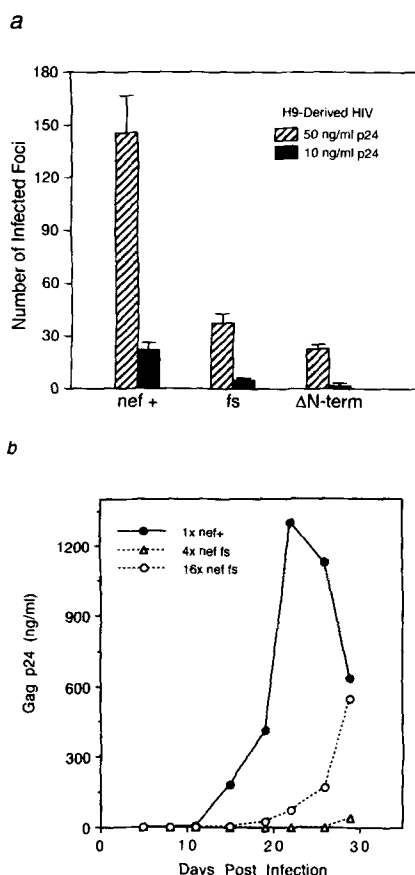 a
180
150
120
90
60
30
0
Number of Infected Foci
H9-Derived HIV
50 ng/ml p24
10 ng/ml p24
nef +
fs
ΔN-term
b
1x nef+
4x nef fs
16x nef fs
1200
900
600
300
0
Gag p24 (ng/ml)
0
10
20
30
Days Post Infection